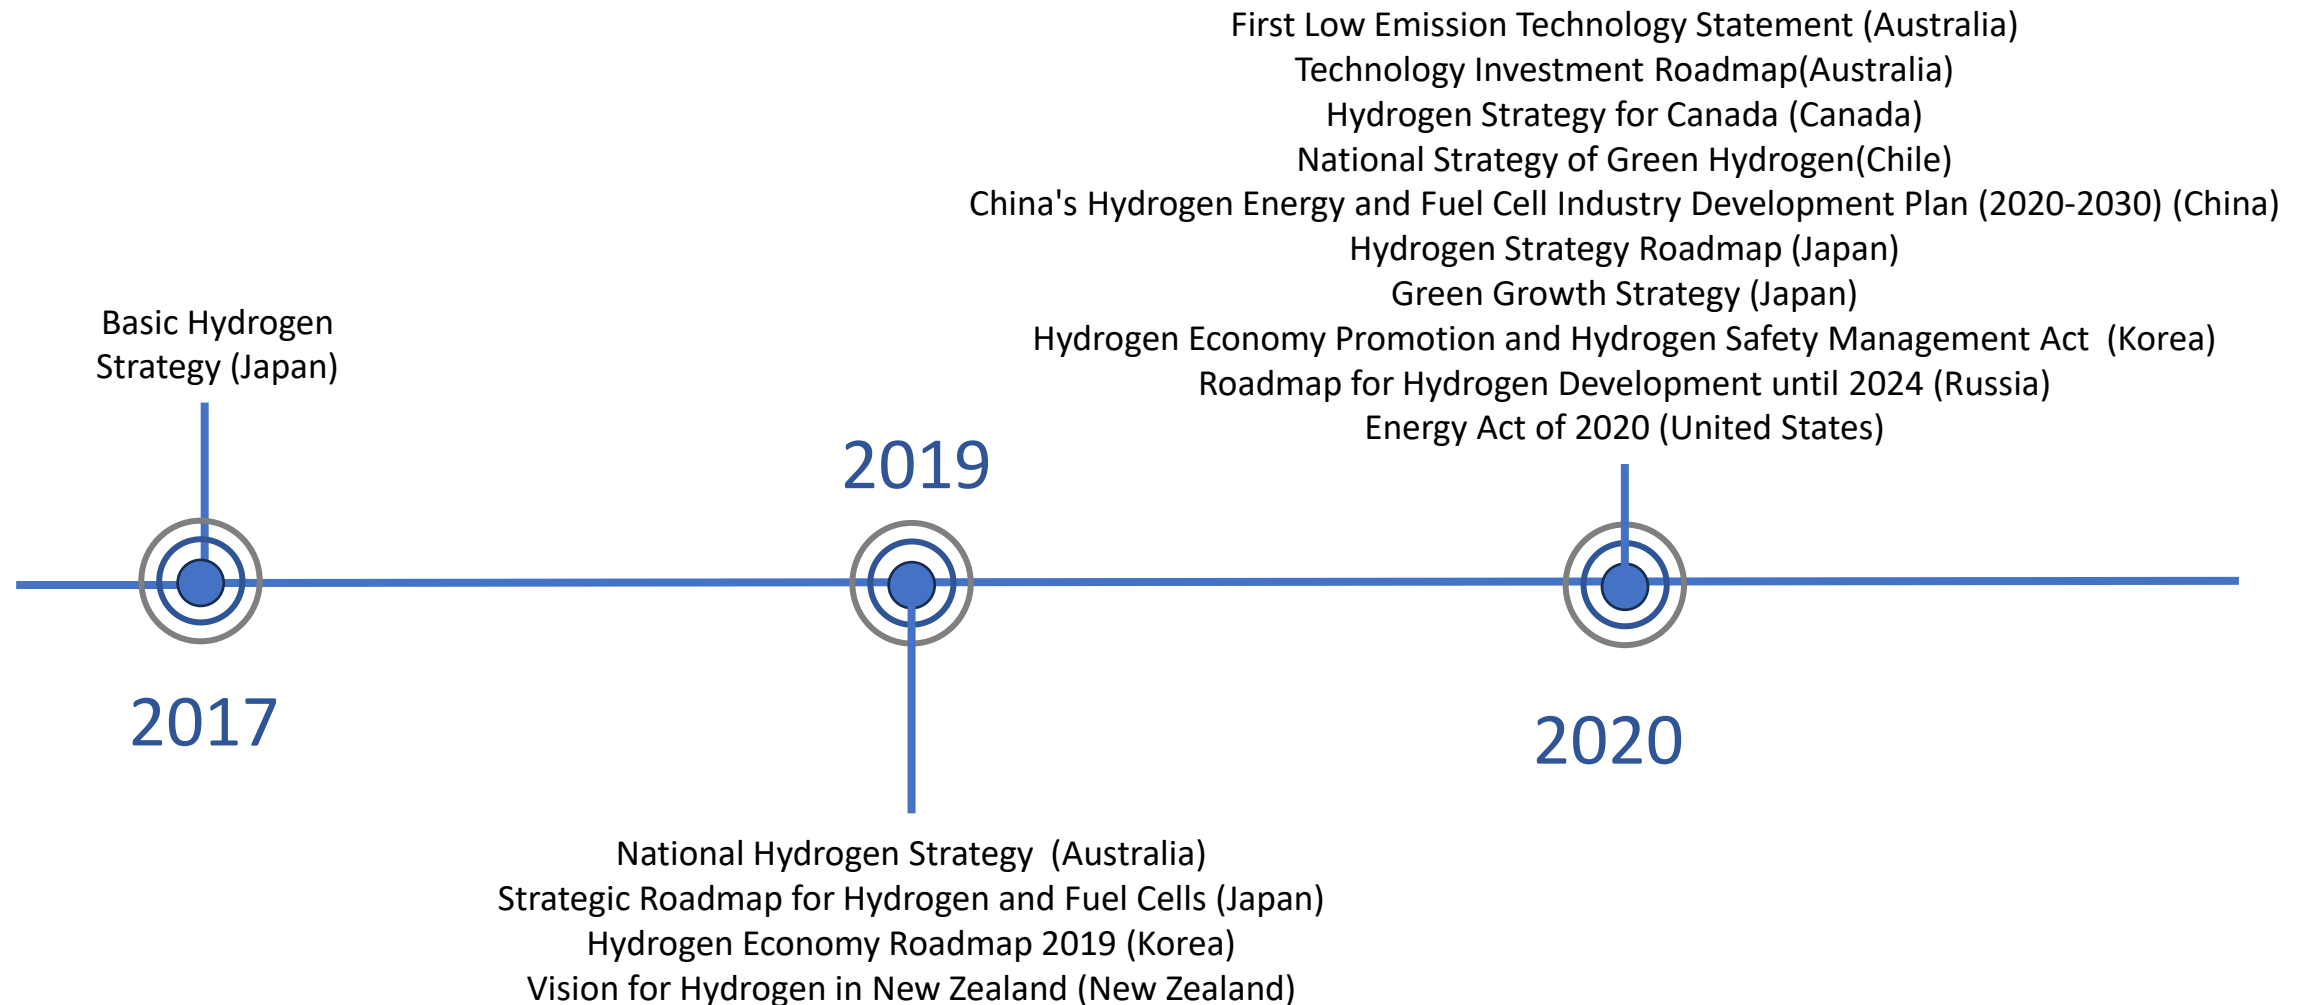 First Low Emission Technology Statement (Australia)
Technology Investment Roadmap(Australia)
Hydrogen Strategy for Canada (Canada)
National Strategy of Green Hydrogen(Chile)
China's Hydrogen Energy and Fuel Cell Industry Development Plan (2020-2030) (China)
Hydrogen Strategy Roadmap (Japan)
Green Growth Strategy (Japan)
Hydrogen Economy Promotion and Hydrogen Safety Management Act  (Korea)
Roadmap for Hydrogen Development until 2024 (Russia)
Energy Act of 2020 (United States)
Basic Hydrogen
Strategy (Japan)
2019
2017
2020
National Hydrogen Strategy  (Australia)
Strategic Roadmap for Hydrogen and Fuel Cells (Japan)
Hydrogen Economy Roadmap 2019 (Korea)
Vision for Hydrogen in New Zealand (New Zealand)